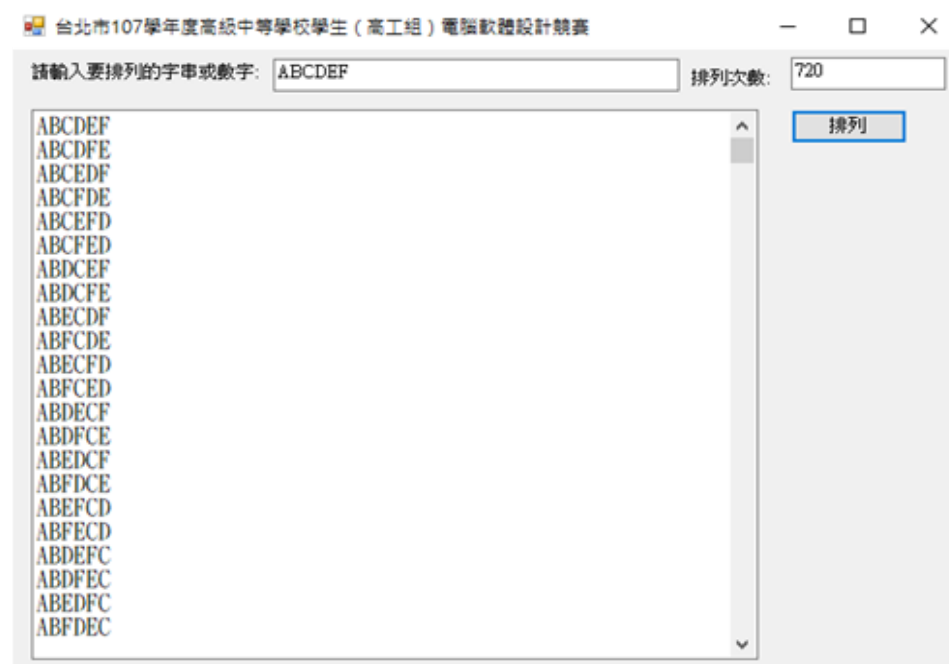 台北市107學年度高級中等學校學生（高工組）電腦軟體設計競賽
請輸入要排列的字串或數字: ABCDEF 排列次數: 720
排列
ABCDEF
ABCDFE
ABCEDF
ABCFDE
ABCEFD
ABCFED
ABDCEF
ABDCFE
ABECDF
ABFCDE
ABECFD
ABFCED
ABDECF
ABDFCE
ABEDCF
ABFDCE
ABEFCD
ABFECD
ABDEFC
ABDFEC
ABEDFC
ABFDEC